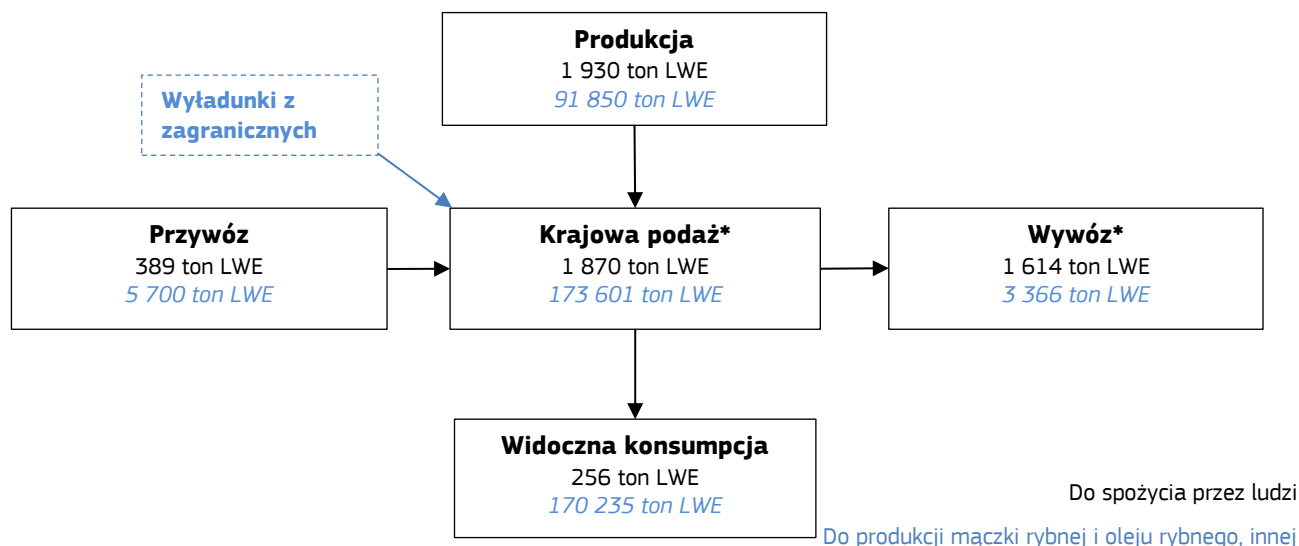 Produkcja
1 930 ton LWE
91 850 ton LWE
Wyładunki z
zagranicznych
Przywóz
389 ton LWE
5 700 ton LWE
Krajowa podaż*
1 870 ton LWE
173 601 ton LWE
Wywóz*
1 614 ton LWE
3 366 ton LWE
Widoczna konsumpcja
256 ton LWE
170 235 ton LWE
Do spożycia przez ludzi
Do produkcji mączki rybnej i oleju rybnego, innej